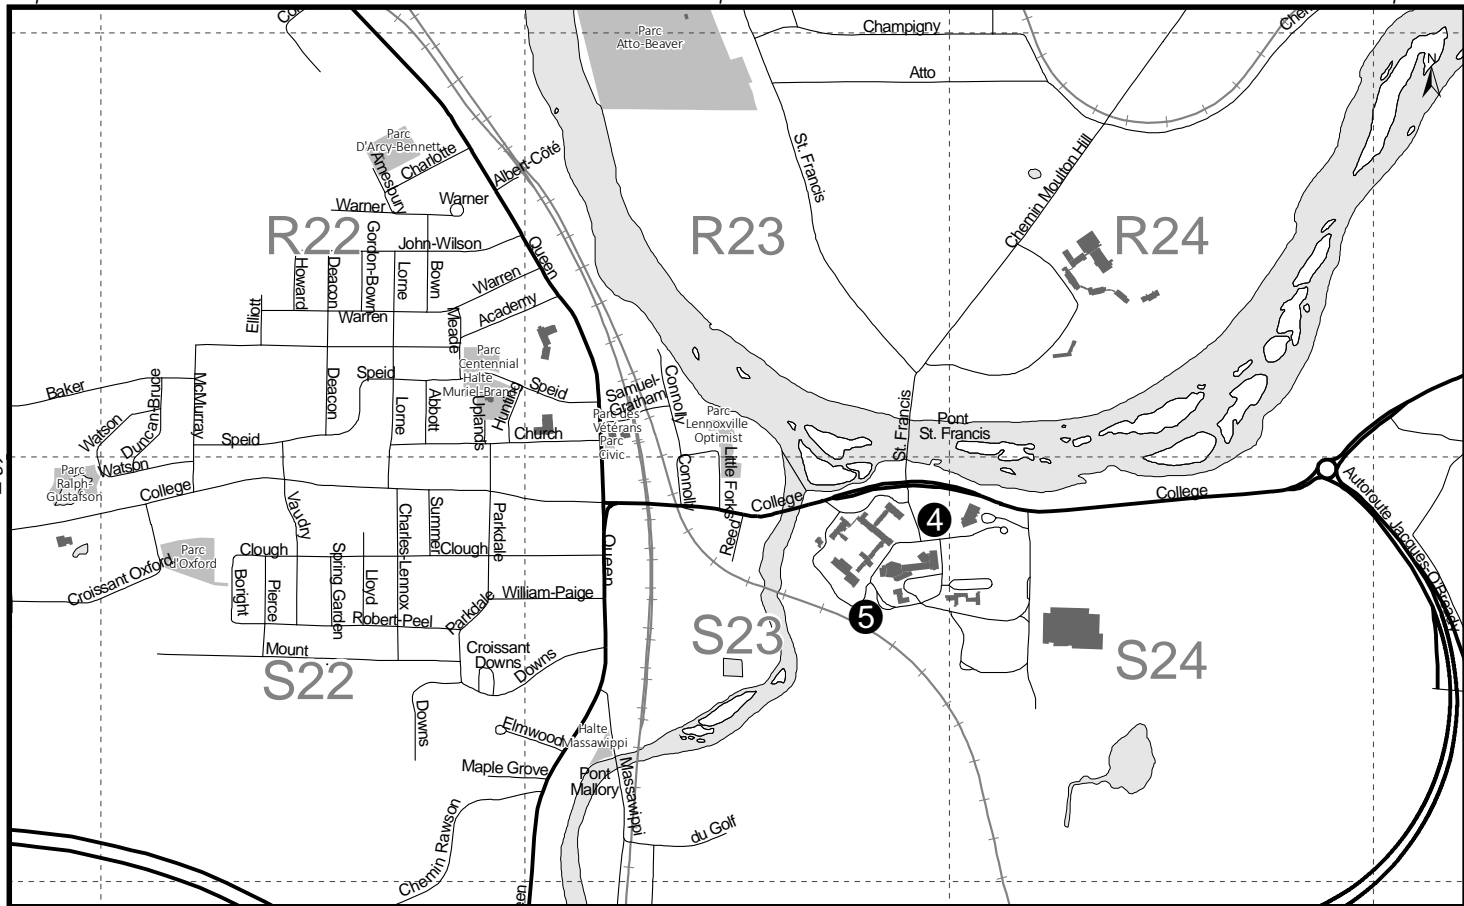 Champigny
Parc
Atto-Beaver
Atto
N
Parc
D'Arcy-Bennett
Charlotte
Amesbury
Albert-Côté
St. Francis
Chemin Moulton Hill
Warner
Warner
R22
R23
R24
Gordon-Bown
John-Wilson
Queen
Howard
Deacon
Lorne
Bown
Warren
Academy
Elliott
Warren
Meade
Parc
Centennial
Halte
Muriel-Brand
Baker
Duncan-Bruce
McMurray
Deacon
Speid
Lorne
Abbott
Uplands
Hunting
Speid
Samuel-
Gratham
Connolly
Parc des
Vétérans
Parc
Civic
Parc
Lennoxville
Optimist
St. Francis
Pont
St. Francis
Watson
Speid
Church
Watson
Parc
Ralph-
Gustafson
College
Connolly
Little Forks
College
College
Autoroute Jacques-O'Bready
Vaudry
Charles-Lennox
Summer
Parkdale
Reed
4
Parc
d'Oxford
Clough
Clough
Queen
Croissant Oxford
Boright
Pierce
Spring Garden
Lloyd
Robert-Peel
Parkdale
William-Paige
5
S22
S23
S24
Mount
Croissant
Downs
Downs
Downs
Elmwood
Halte
Massawippi
Maple Grove
Pont
Mallory
Massawippi
du Golf
Chemin Rawson